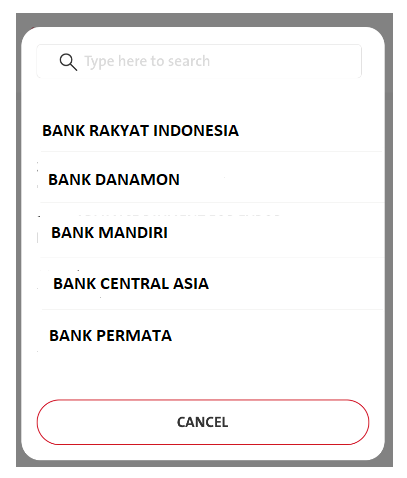 Type here to search
BANK RAKYAT INDONESIA
BANK DANAMON
BANK MANDIRI
BANK CENTRAL ASIA
BANK PERMATA
CANCEL